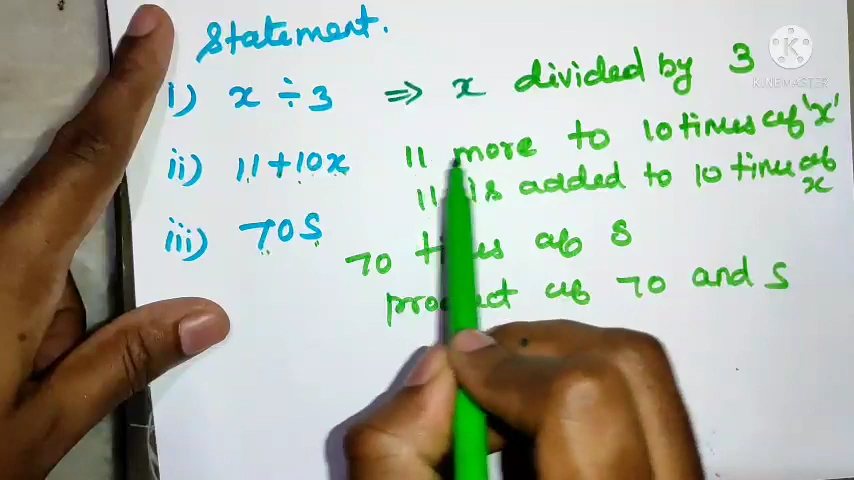 Statement.
i) x ÷ 3 ⇒ x divided by 3
ii) 11 + 10x 11 more to 10 times of 'x'
11 is added to 10 times of x
iii) 70S 70 times of S
product of 70 and S
KINEMASTER